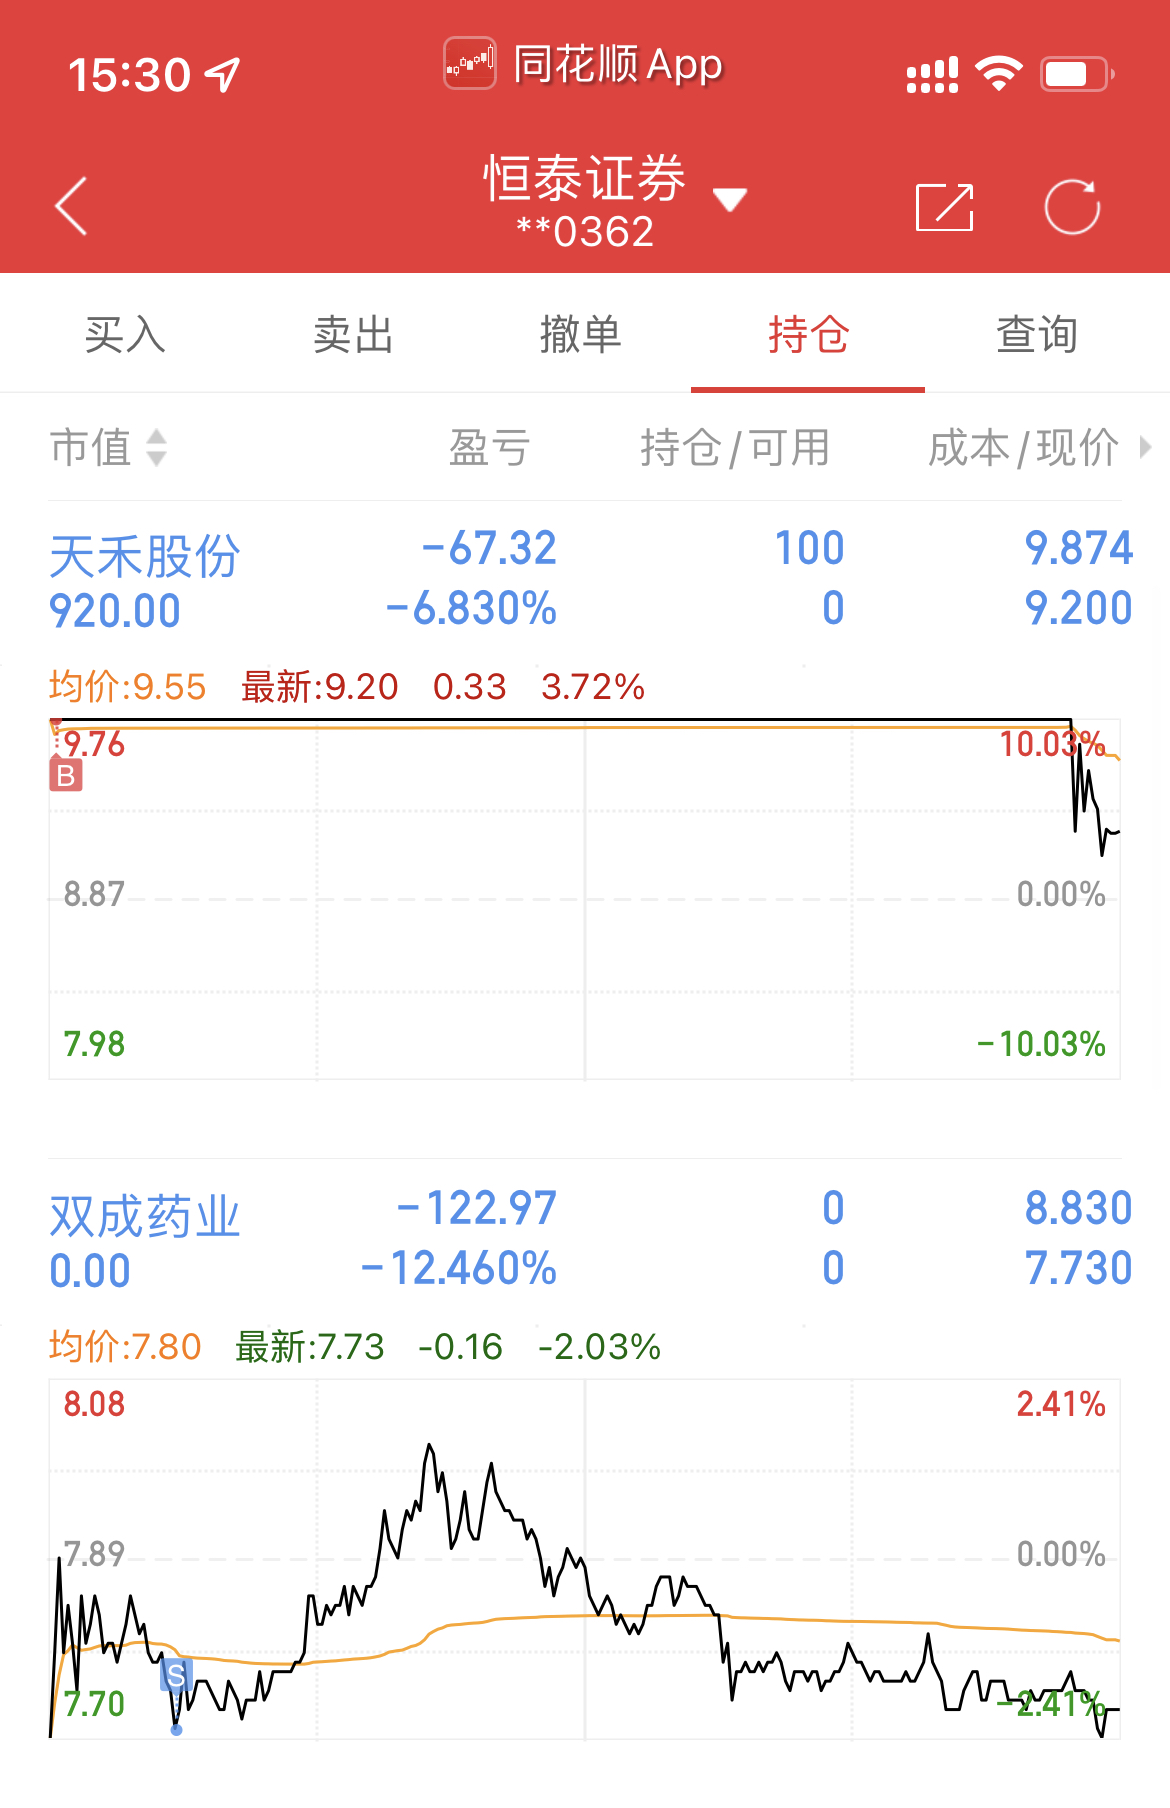 15:30
同花顺 App
恒泰证券
**0362
买入 卖出 撤单 持仓 查询
市值 盈亏 持仓/可用 成本/现价
天禾股份 -67.32 100 9.874
920.00 -6.830% 0 9.200
均价:9.55 最新:9.20 0.33 3.72%
9.76 10.03%
B
8.87 0.00%
7.98 -10.03%
双成药业 -122.97 0 8.830
0.00 -12.460% 0 7.730
均价:7.80 最新:7.73 -0.16 -2.03%
8.08 2.41%
7.89 0.00%
S
7.70 -2.41%